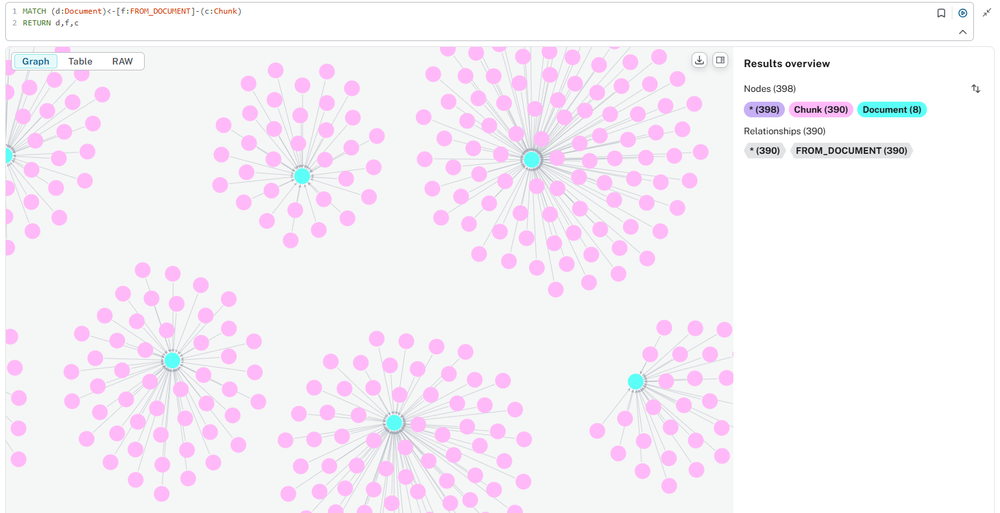 1 MATCH (d:Document)<-[f:FROM_DOCUMENT]-(c:Chunk)
2 RETURN d,f,c
Graph Table RAW
Results overview
Nodes (398)
* (398) Chunk (390) Document (8)
Relationships (390)
* (390) FROM_DOCUMENT (390)